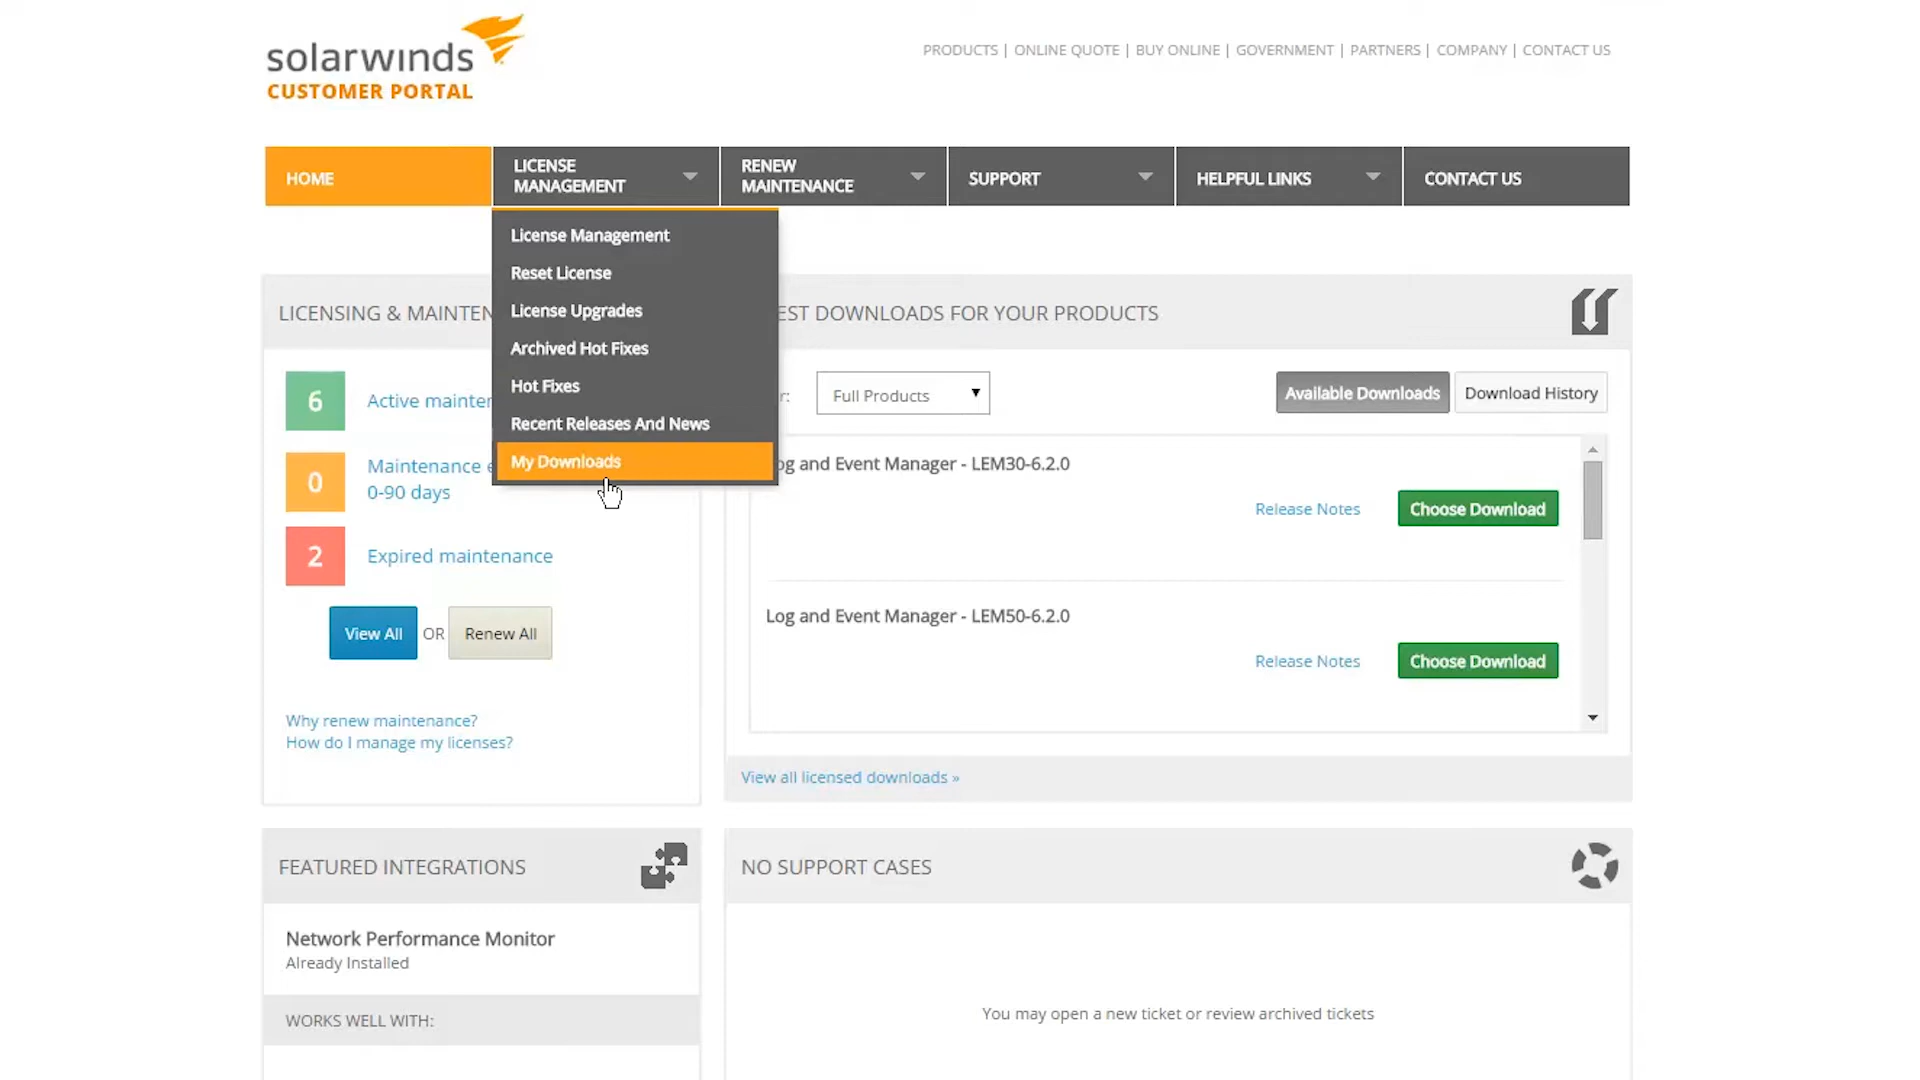 solarwinds
CUSTOMER PORTAL
PRODUCTS | ONLINE QUOTE | BUY ONLINE | GOVERNMENT | PARTNERS | COMPANY | CONTACT US
HOME
LICENSE
MANAGEMENT
RENEW
MAINTENANCE
SUPPORT
HELPFUL LINKS
CONTACT US
License Management
Reset License
License Upgrades
Archived Hot Fixes
Hot Fixes
Recent Releases And News
My Downloads
LICENSING & MAINTEN
6
Active mainter
0
Maintenance e
0-90 days
2
Expired maintenance
View All OR Renew All
Why renew maintenance?
How do I manage my licenses?
EST DOWNLOADS FOR YOUR PRODUCTS
r:
Full Products
Available Downloads
Download History
og and Event Manager - LEM30-6.2.0
Release Notes
Choose Download
Log and Event Manager - LEM50-6.2.0
Release Notes
Choose Download
View all licensed downloads »
FEATURED INTEGRATIONS
Network Performance Monitor
Already Installed
WORKS WELL WITH:
NO SUPPORT CASES
You may open a new ticket or review archived tickets